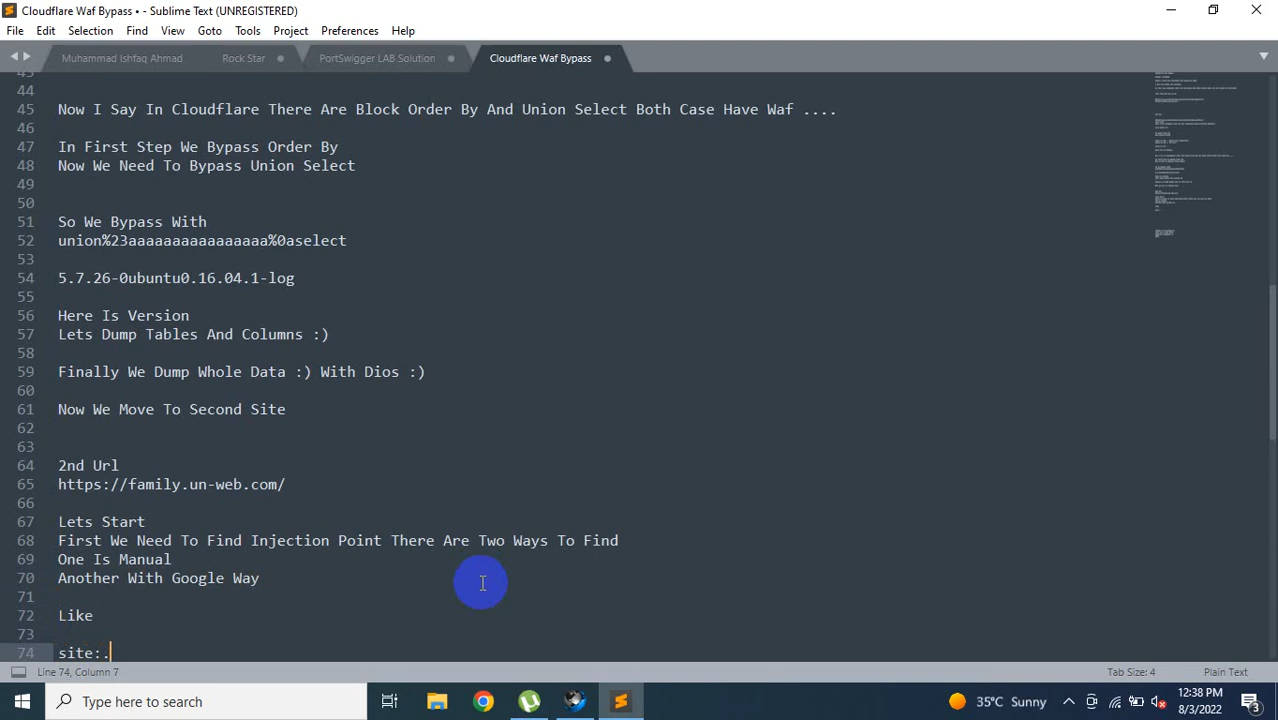 Cloudflare Waf Bypass • - Sublime Text (UNREGISTERED)
File Edit Selection Find View Goto Tools Project Preferences Help
Muhammad Ishfaq Ahmad Rock Star PortSwigger LAB Solution Cloudflare Waf Bypass
44
45 Now I Say In Cloudflare There Are Block Order By And Union Select Both Case Have Waf ....
46
47 In First Step We Bypass Order By
48 Now We Need To Bypass Union Select
49
50
51 So We Bypass With
52 union%23aaaaaaaaaaaaaaaa%0aselect
53
54 5.7.26-0ubuntu0.16.04.1-log
55
56 Here Is Version
57 Lets Dump Tables And Columns :)
58
59 Finally We Dump Whole Data :) With Dios :)
60
61 Now We Move To Second Site
62
63
64 2nd Url
65 https://family.un-web.com/
66
67 Lets Start
68 First We Need To Find Injection Point There Are Two Ways To Find
69 One Is Manual
70 Another With Google Way
71
72 Like
73
74 site:.
Line 74, Column 7 Tab Size: 4 Plain Text
Type here to search 35°C Sunny 12:38 PM
8/3/2022 3